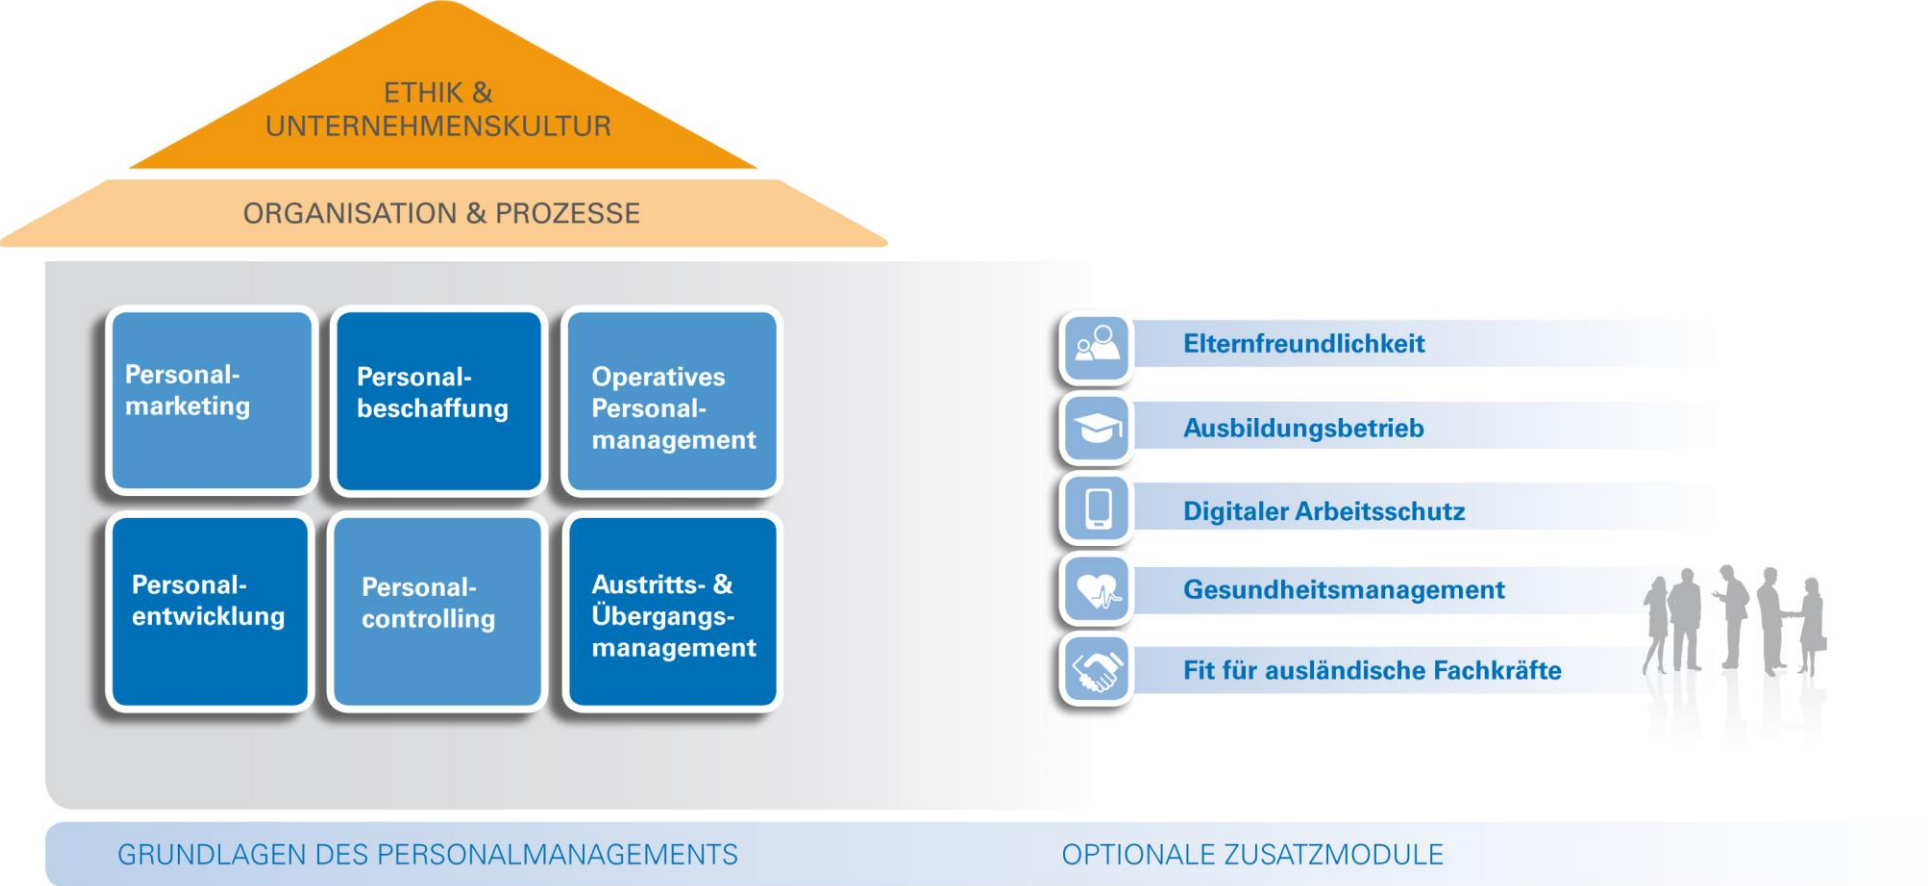 ETHIK &
UNTERNEHMENSKULTUR
ORGANISATION & PROZESSE
Personal-
marketing
Personal-
beschaffung
Operatives
Personal-
management
Personal-
entwicklung
Personal-
controlling
Austritts- &
Übergangs-
management
Elternfreundlichkeit
Ausbildungsbetrieb
Digitaler Arbeitsschutz
Gesundheitsmanagement
Fit für ausländische Fachkräfte
GRUNDLAGEN DES PERSONALMANAGEMENTS
OPTIONALE ZUSATZMODULE